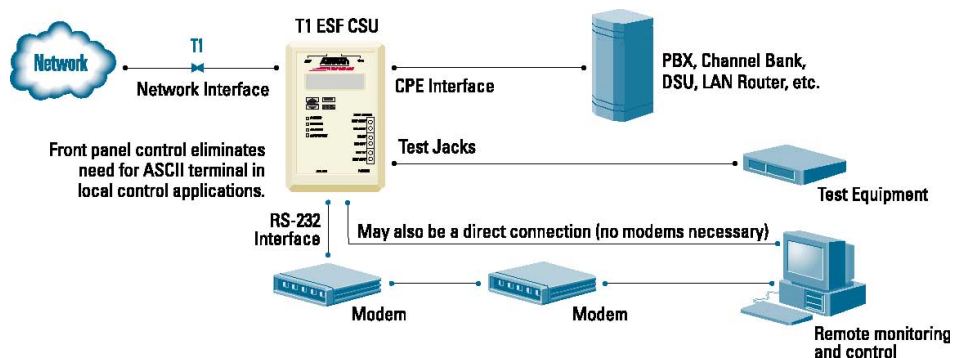 T1 ESF CSU
Network
T1
Network Interface
CPE Interface
PBX, Channel Bank,
DSU, LAN Router, etc.
Front panel control eliminates
need for ASCII terminal in
local control applications.
Test Jacks
Test Equipment
RS-232
Interface
May also be a direct connection (no modems necessary)
Modem
Modem
Remote monitoring
and control